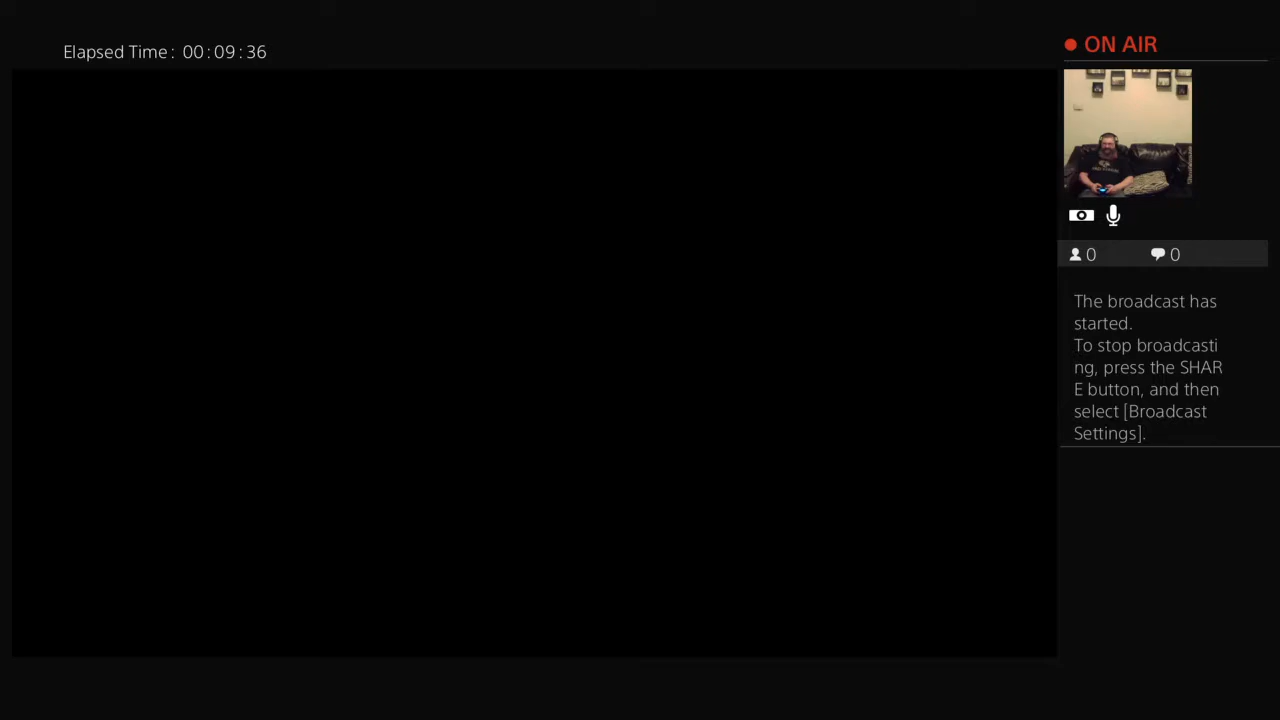 Elapsed Time: 00:09:36
ON AIR
0 0
The broadcast has
started.
To stop broadcasti
ng, press the SHAR
E button, and then
select [Broadcast
Settings].